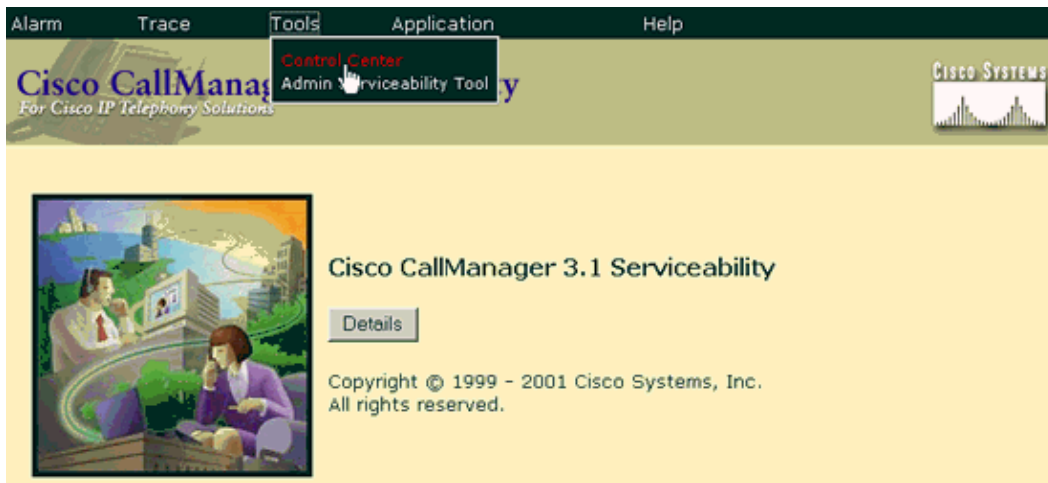 Alarm Trace Tools Application Help
Control Center
Admin Serviceability Tool
Cisco CallManag y
For Cisco IP Telephony Solutions
CISCO SYSTEMS
Cisco CallManager 3.1 Serviceability
Details
Copyright © 1999 - 2001 Cisco Systems, Inc.
All rights reserved.